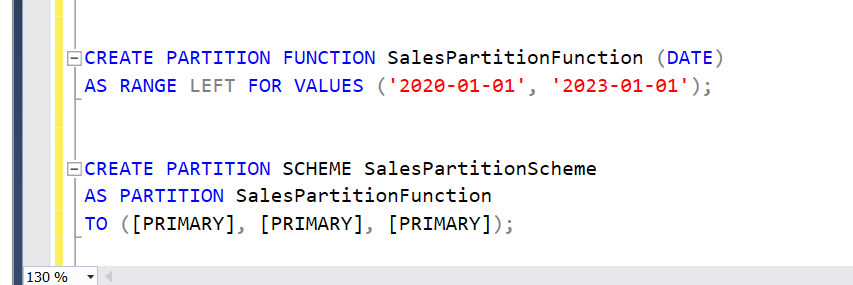 CREATE PARTITION FUNCTION SalesPartitionFunction (DATE)
AS RANGE LEFT FOR VALUES ('2020-01-01', '2023-01-01');
CREATE PARTITION SCHEME SalesPartitionScheme
AS PARTITION SalesPartitionFunction
TO ([PRIMARY], [PRIMARY], [PRIMARY]);
130 %